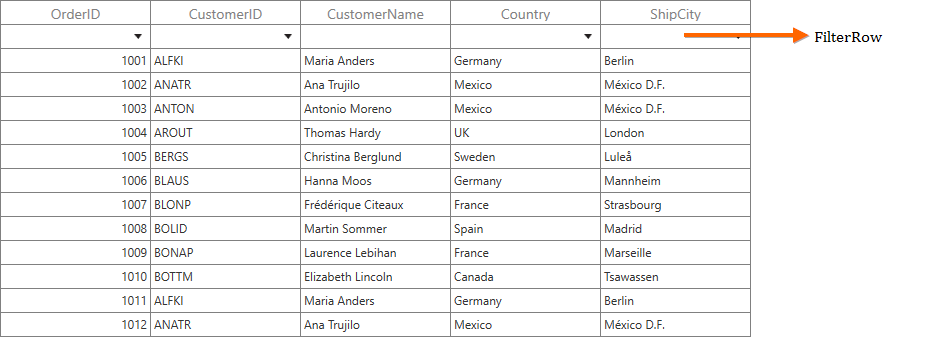 OrderID CustomerID CustomerName Country ShipCity
FilterRow
1001 ALFKI Maria Anders Germany Berlin
1002 ANATR Ana Trujilo Mexico México D.F.
1003 ANTON Antonio Moreno Mexico México D.F.
1004 AROUT Thomas Hardy UK London
1005 BERGS Christina Berglund Sweden Luleå
1006 BLAUS Hanna Moos Germany Mannheim
1007 BLONP Frédérique Citeaux France Strasbourg
1008 BOLID Martin Sommer Spain Madrid
1009 BONAP Laurence Lebihan France Marseille
1010 BOTTM Elizabeth Lincoln Canada Tsawassen
1011 ALFKI Maria Anders Germany Berlin
1012 ANATR Ana Trujilo Mexico México D.F.